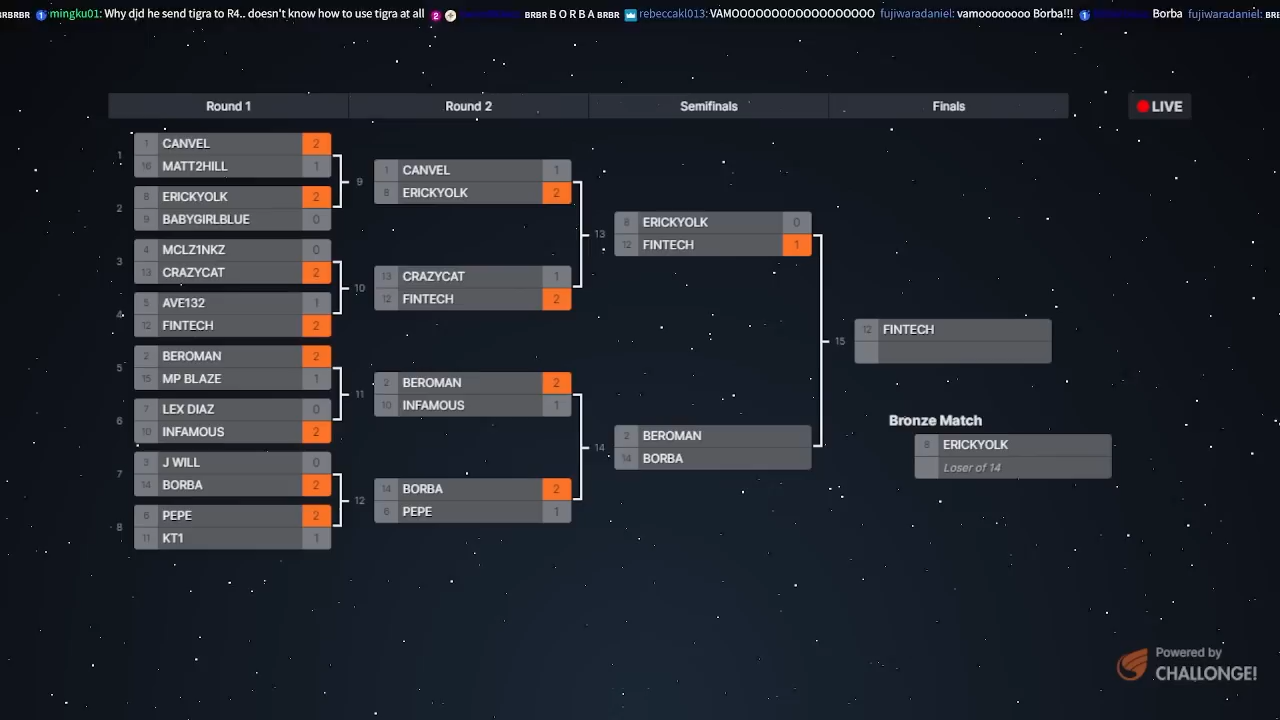 BRBRBR mingku01: Why did he send tigra to R4.. doesn't know how to use tigra at all BRBR B O R B A BRBR rebeccakl013: VAMOOOOOOOOOOOOOOOOOO fujiwaradaniel: vamoooooooo Borba!!! Borba fujiwaradaniel: BRE
Round 1
Round 2
Semifinals
Finals
LIVE
1
1 CANVEL 2
16 MATT2HILL 1
2
8 ERICKYOLK 2
9 BABYGIRLBLUE 0
3
4 MCLZ1NKZ 0
13 CRAZYCAT 2
4
5 AVE132 1
12 FINTECH 2
5
2 BEROMAN 2
15 MP BLAZE 1
6
7 LEX DIAZ 0
10 INFAMOUS 2
7
3 J WILL 0
14 BORBA 2
8
6 PEPE 2
11 KT1 1
9
1 CANVEL 1
8 ERICKYOLK 2
10
13 CRAZYCAT 1
12 FINTECH 2
11
2 BEROMAN 2
10 INFAMOUS 1
12
14 BORBA 2
6 PEPE 1
13
8 ERICKYOLK 0
12 FINTECH 1
14
2 BEROMAN
14 BORBA
15
12 FINTECH
Bronze Match
8 ERICKYOLK
Loser of 14
Powered by
CHALLONGE!